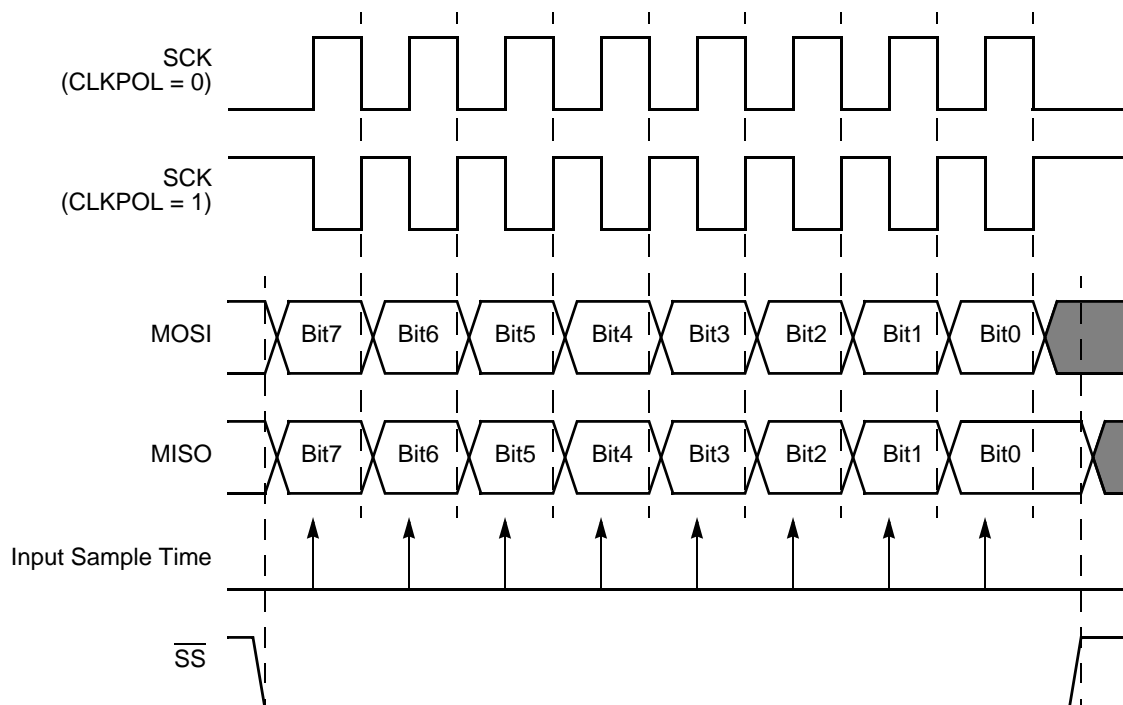 SCK
(CLKPOL = 0)
SCK
(CLKPOL = 1)
MOSI
Bit7 Bit6 Bit5 Bit4 Bit3 Bit2 Bit1 Bit0
MISO
Bit7 Bit6 Bit5 Bit4 Bit3 Bit2 Bit1 Bit0
Input Sample Time
S̅S̅